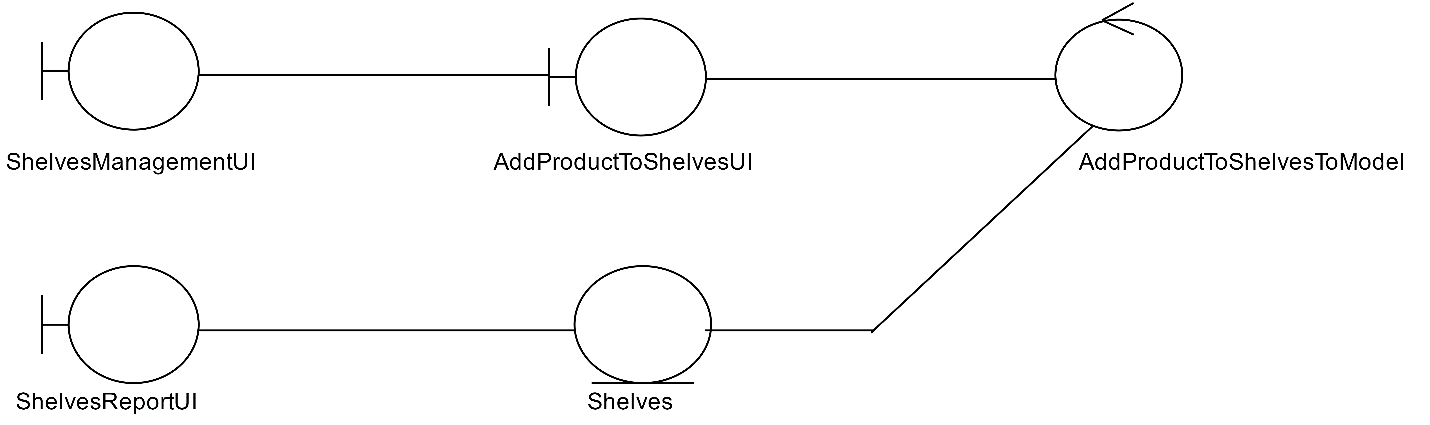 ShelvesManagementUI
AddProductToShelvesUI
AddProductToShelvesToModel
ShelvesReportUI
Shelves